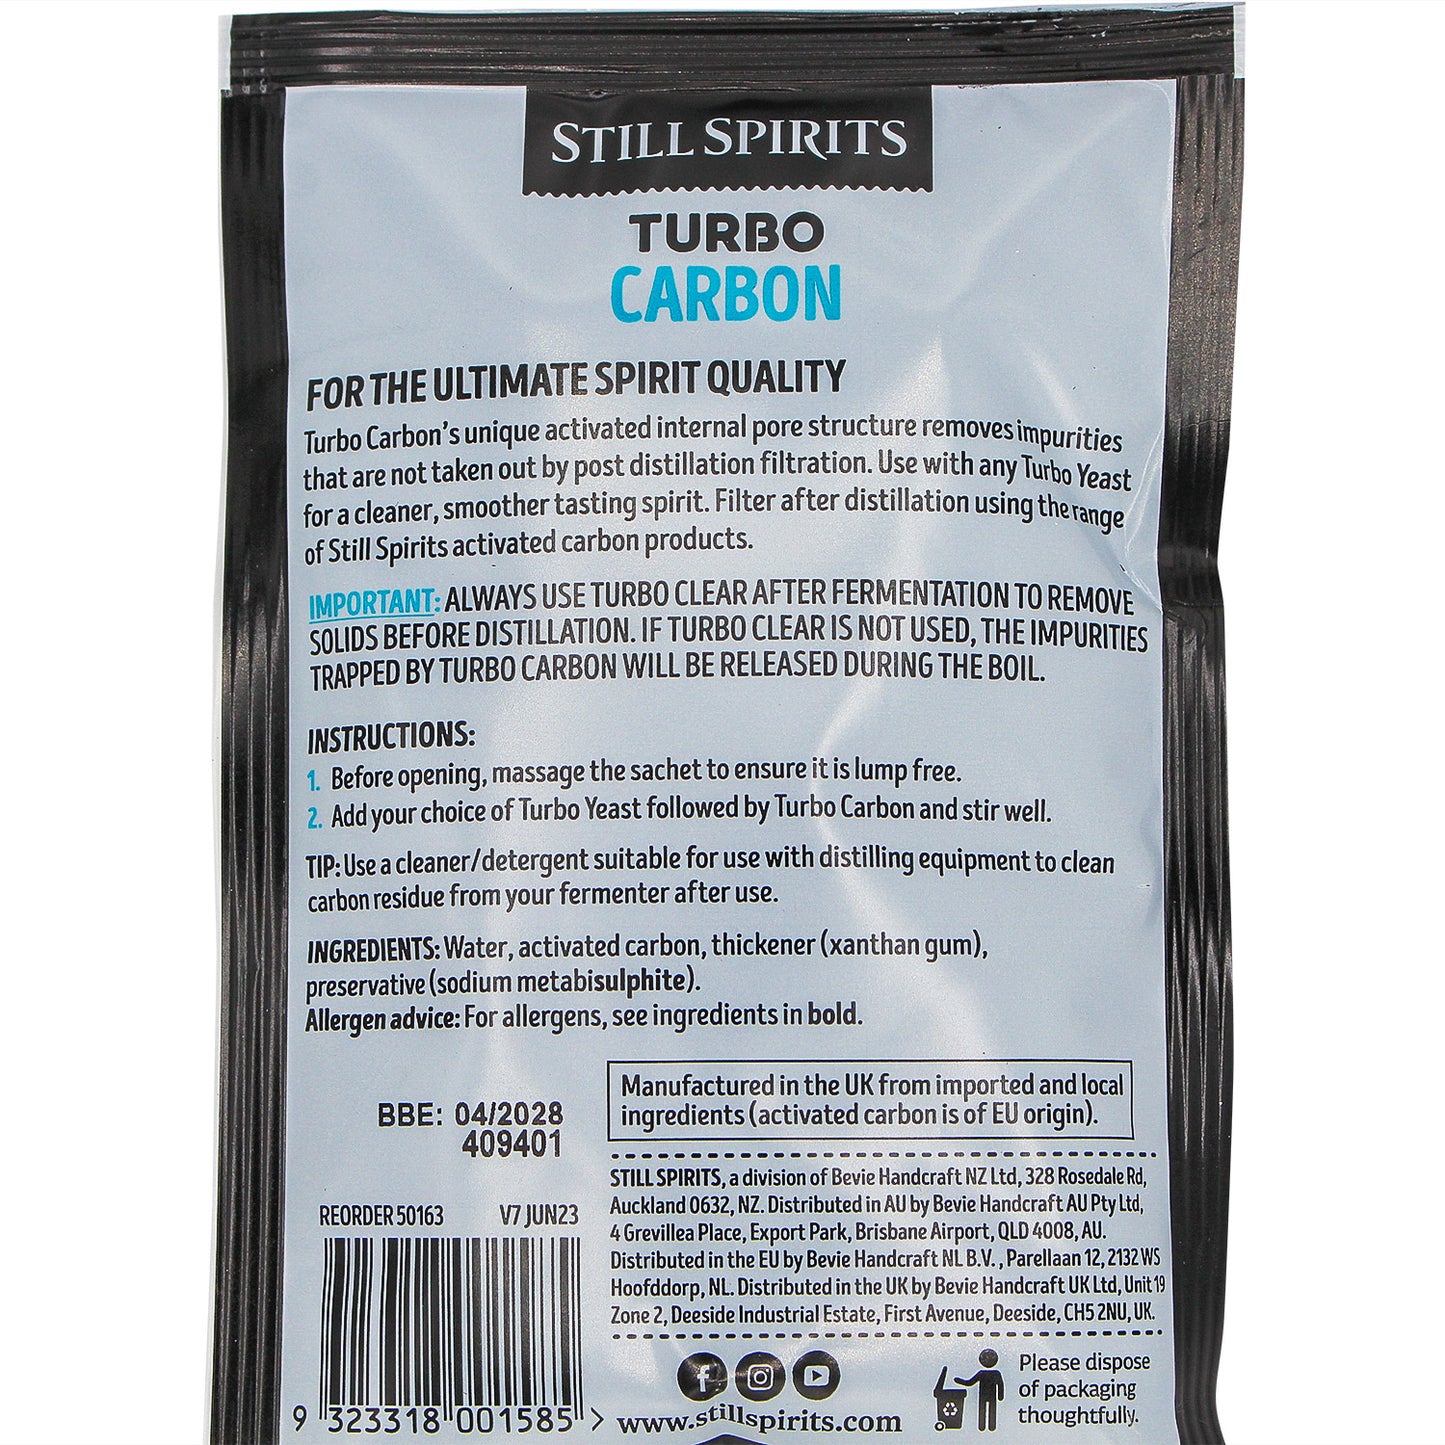 STILL SPIRITS
TURBO
CARBON
FOR THE ULTIMATE SPIRIT QUALITY
Turbo Carbon's unique activated internal pore structure removes impurities
that are not taken out by post distillation filtration. Use with any Turbo Yeast
for a cleaner, smoother tasting spirit. Filter after distillation using the range
of Still Spirits activated carbon products.
IMPORTANT: ALWAYS USE TURBO CLEAR AFTER FERMENTATION TO REMOVE
SOLIDS BEFORE DISTILLATION. IF TURBO CLEAR IS NOT USED, THE IMPURITIES
TRAPPED BY TURBO CARBON WILL BE RELEASED DURING THE BOIL.
INSTRUCTIONS:
1. Before opening, massage the sachet to ensure it is lump free.
2. Add your choice of Turbo Yeast followed by Turbo Carbon and stir well.
TIP: Use a cleaner/detergent suitable for use with distilling equipment to clean
carbon residue from your fermenter after use.
INGREDIENTS: Water, activated carbon, thickener (xanthan gum),
preservative (sodium metabisulphite).
Allergen advice: For allergens, see ingredients in bold.
Manufactured in the UK from imported and local
ingredients (activated carbon is of EU origin).
BBE: 04/2028
409401
STILL SPIRITS, a division of Bevie Handcraft NZ Ltd, 328 Rosedale Rd,
Auckland 0632, NZ. Distributed in AU by Bevie Handcraft AU Pty Ltd,
4 Grevillea Place, Export Park, Brisbane Airport, QLD 4008, AU.
Distributed in the EU by Bevie Handcraft NL B.V. , Parellaan 12, 2132 WS
Hoofddorp, NL. Distributed in the UK by Bevie Handcraft UK Ltd, Unit 19
Zone 2, Deeside Industrial Estate, First Avenue, Deeside, CH5 2NU, UK.
REORDER 50163 V7 JUN23
9 323318 001585 >
www.stillspirits.com
Please dispose
of packaging
thoughtfully.